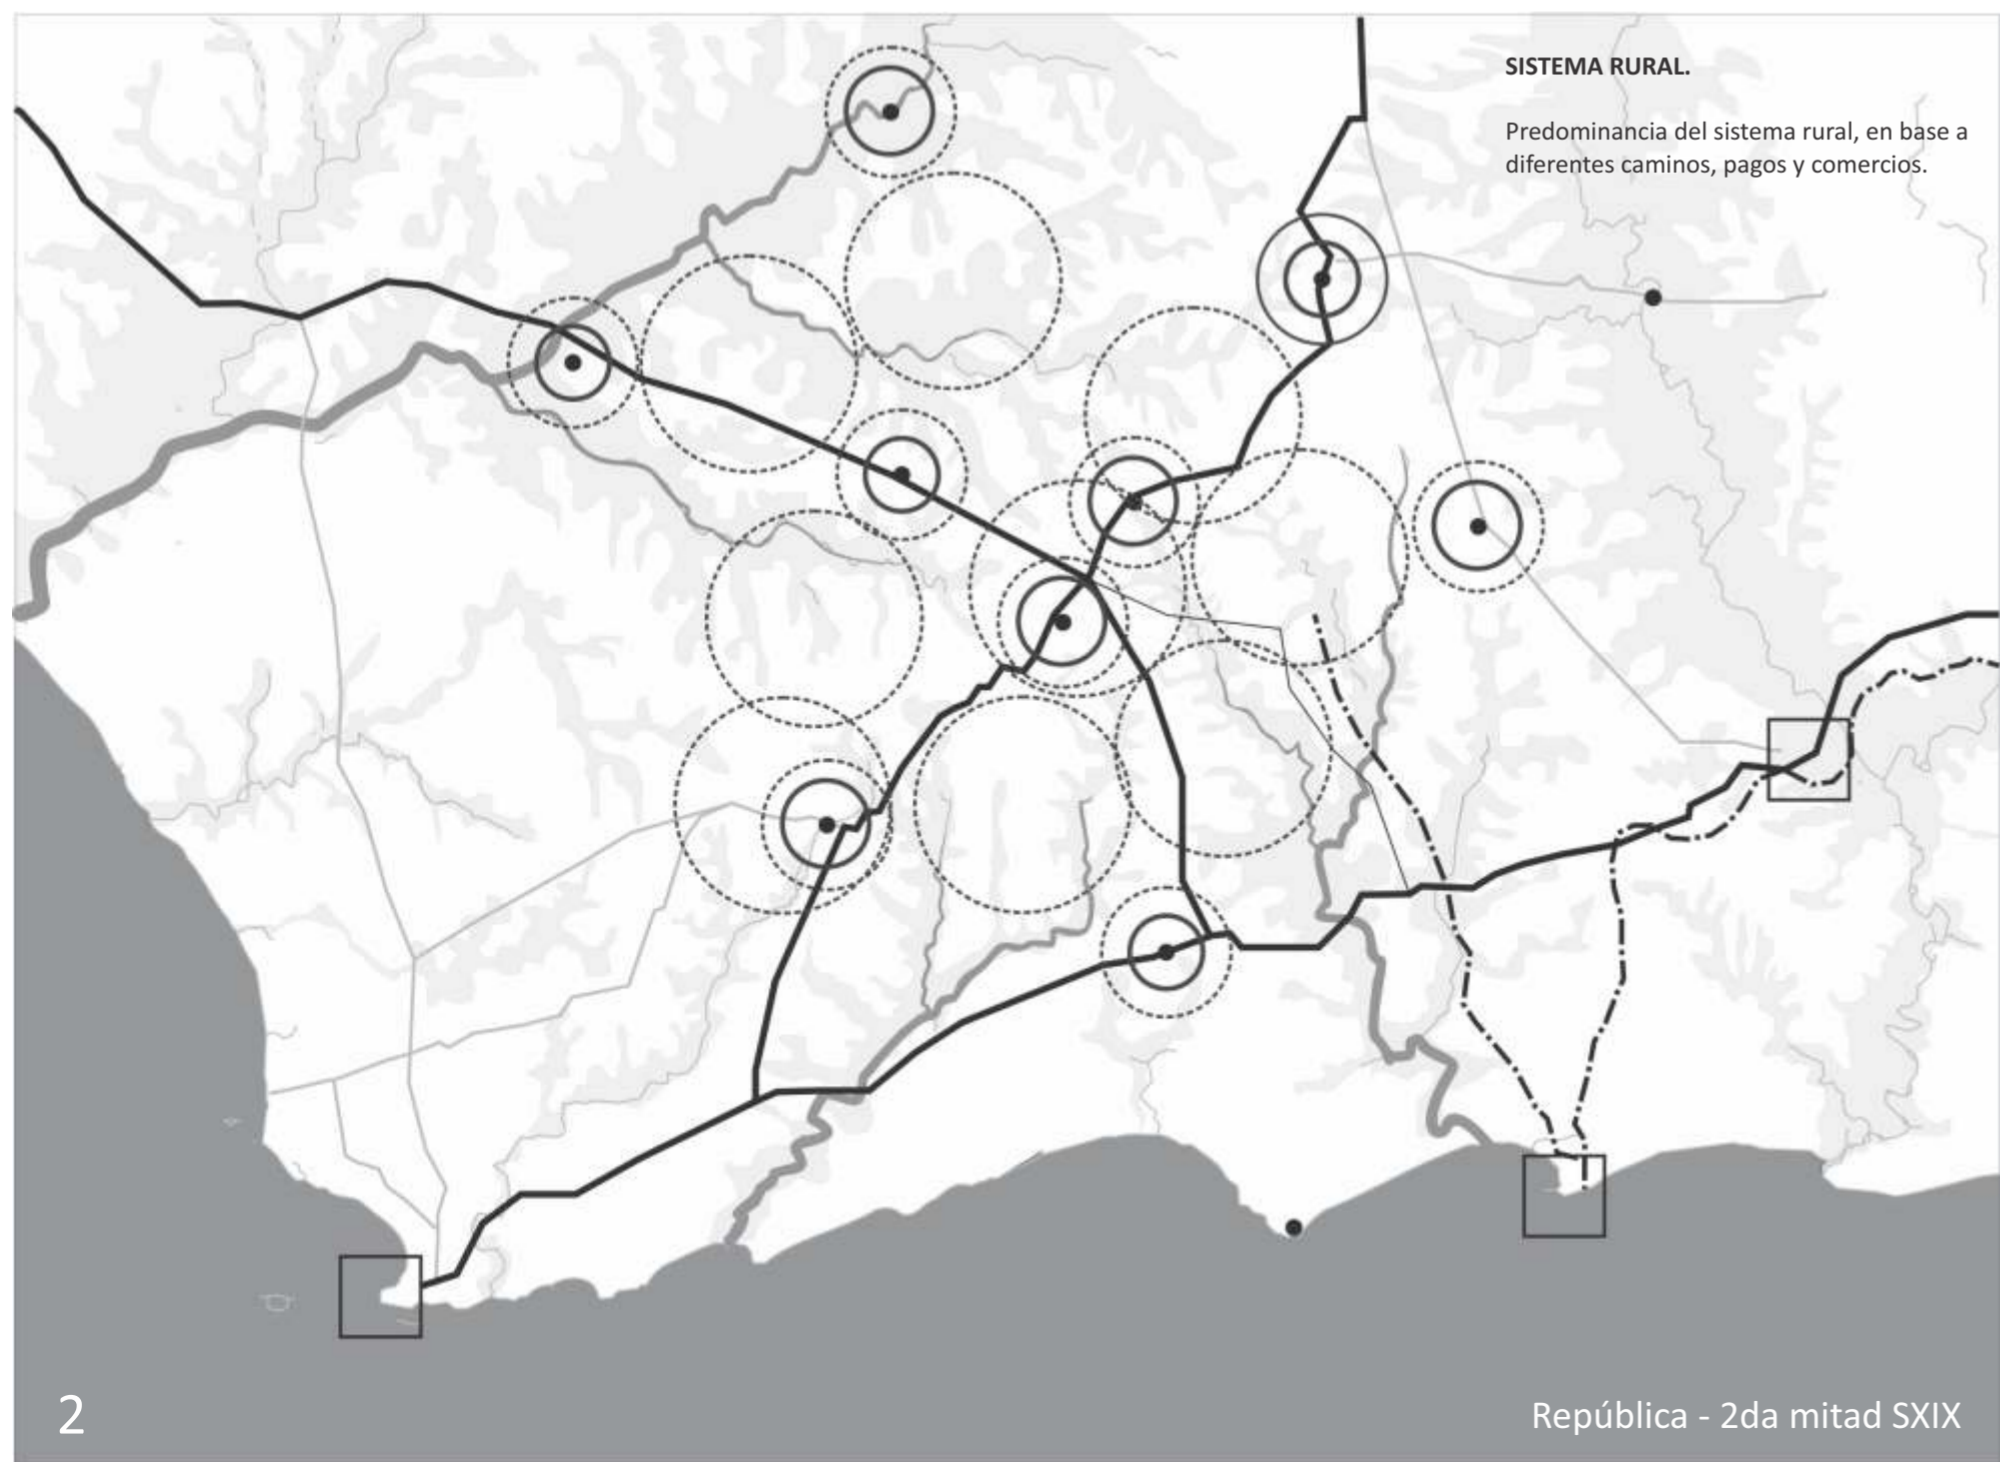 SISTEMA RURAL.
Predominancia del sistema rural, en base a
diferentes caminos, pagos y comercios.
2
República - 2da mitad SXIX